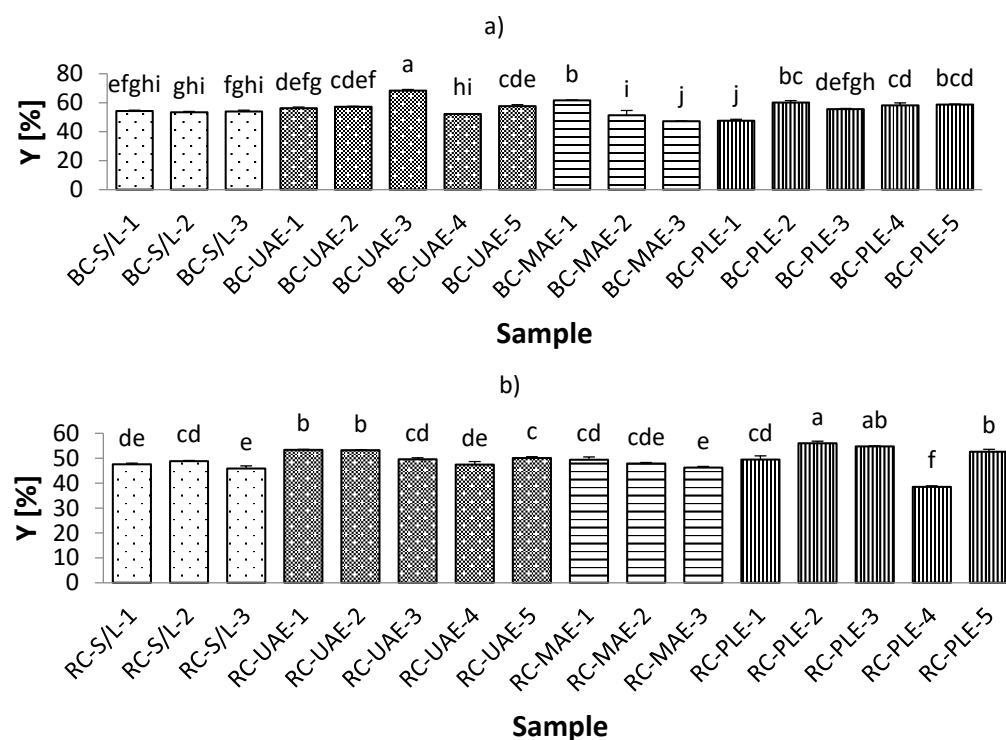 a)
efghi ghi fghi defg cdef a hi cde b i j j bc defgh cd bcd
Y [%]
80
60
40
20
0
BC-S/L-1 BC-S/L-2 BC-S/L-3 BC-UAE-1 BC-UAE-2 BC-UAE-3 BC-UAE-4 BC-UAE-5 BC-MAE-1 BC-MAE-2 BC-MAE-3 BC-PLE-1 BC-PLE-2 BC-PLE-3 BC-PLE-4 BC-PLE-5
Sample
b)
de cd e b b cd de c cd cde e cd a ab f b
Y [%]
60
50
40
30
20
10
0
RC-S/L-1 RC-S/L-2 RC-S/L-3 RC-UAE-1 RC-UAE-2 RC-UAE-3 RC-UAE-4 RC-UAE-5 RC-MAE-1 RC-MAE-2 RC-MAE-3 RC-PLE-1 RC-PLE-2 RC-PLE-3 RC-PLE-4 RC-PLE-5
Sample